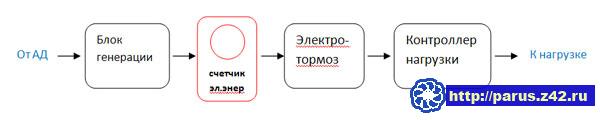 От АД
Блок
генерации
счетчик
эл.энер
Электро-
тормоз
Контроллер
нагрузки
К нагрузке
http://parus.z42.ru